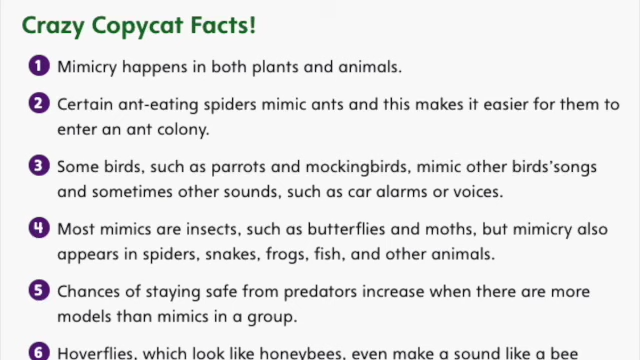 Crazy Copycat Facts!
1 Mimicry happens in both plants and animals.
2 Certain ant-eating spiders mimic ants and this makes it easier for them to
enter an ant colony.
3 Some birds, such as parrots and mockingbirds, mimic other birds'songs
and sometimes other sounds, such as car alarms or voices.
4 Most mimics are insects, such as butterflies and moths, but mimicry also
appears in spiders, snakes, frogs, fish, and other animals.
5 Chances of staying safe from predators increase when there are more
models than mimics in a group.
6 Hoverflies, which look like honeybees, even make a sound like a bee